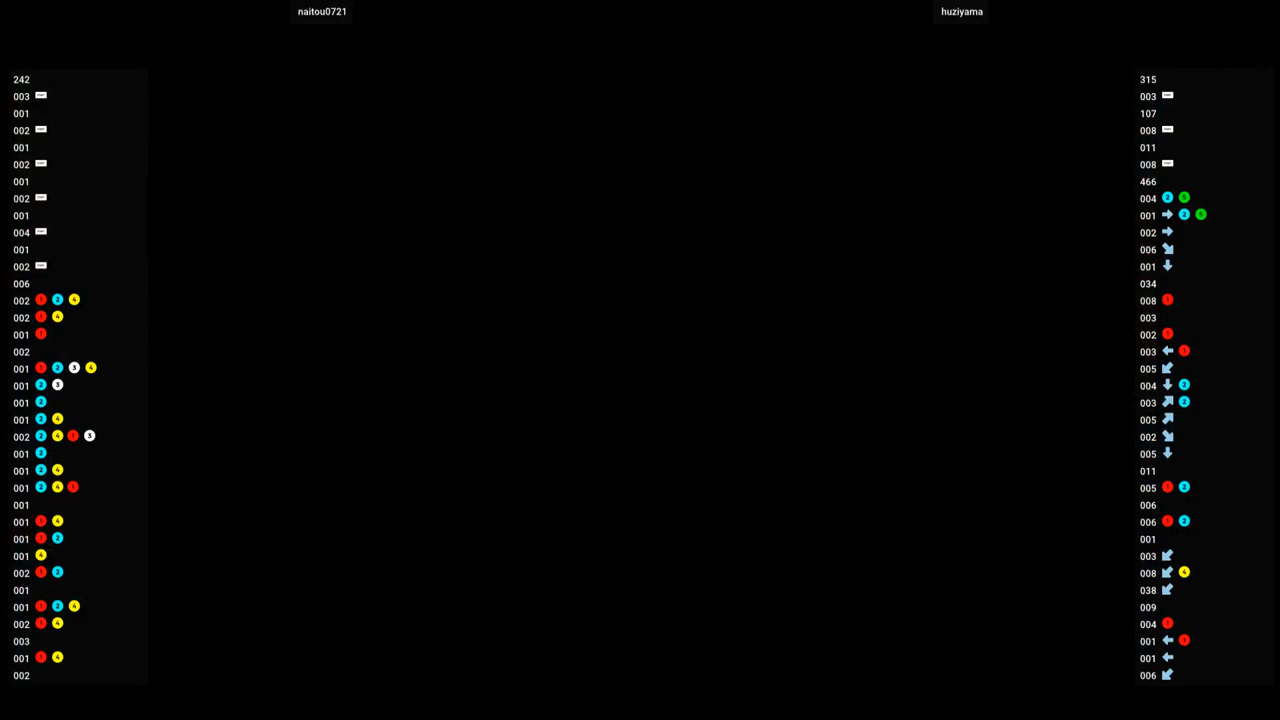 naitou0721
huziyama
242
003
001
002
001
002
001
002
001
004
001
002
006
002 1 2 4
002 1 4
001 1
002
001 1 2 3 4
001 2 3
001 2
001 2 4
002 2 4 1 3
001 2
001 2 4
001 2 4 1
001
001 1 4
001 1 2
001 4
002 1 2
001
001 1 2 4
002 1 4
003
001 1 4
002
315
003
107
008
011
008
466
004 2 5
001 → 2 5
002 →
006 ↘
001 ↓
034
008 1
003
002 1
003 ← 1
005 ↙
004 ↓ 2
003 ↗ 2
005 ↗
002 ↘
005 ↓
011
005 1 2
006
006 1 2
001
003 ↙
008 ↙ 4
038 ↙
009
004 1
001 ← 1
001 ←
006 ↙